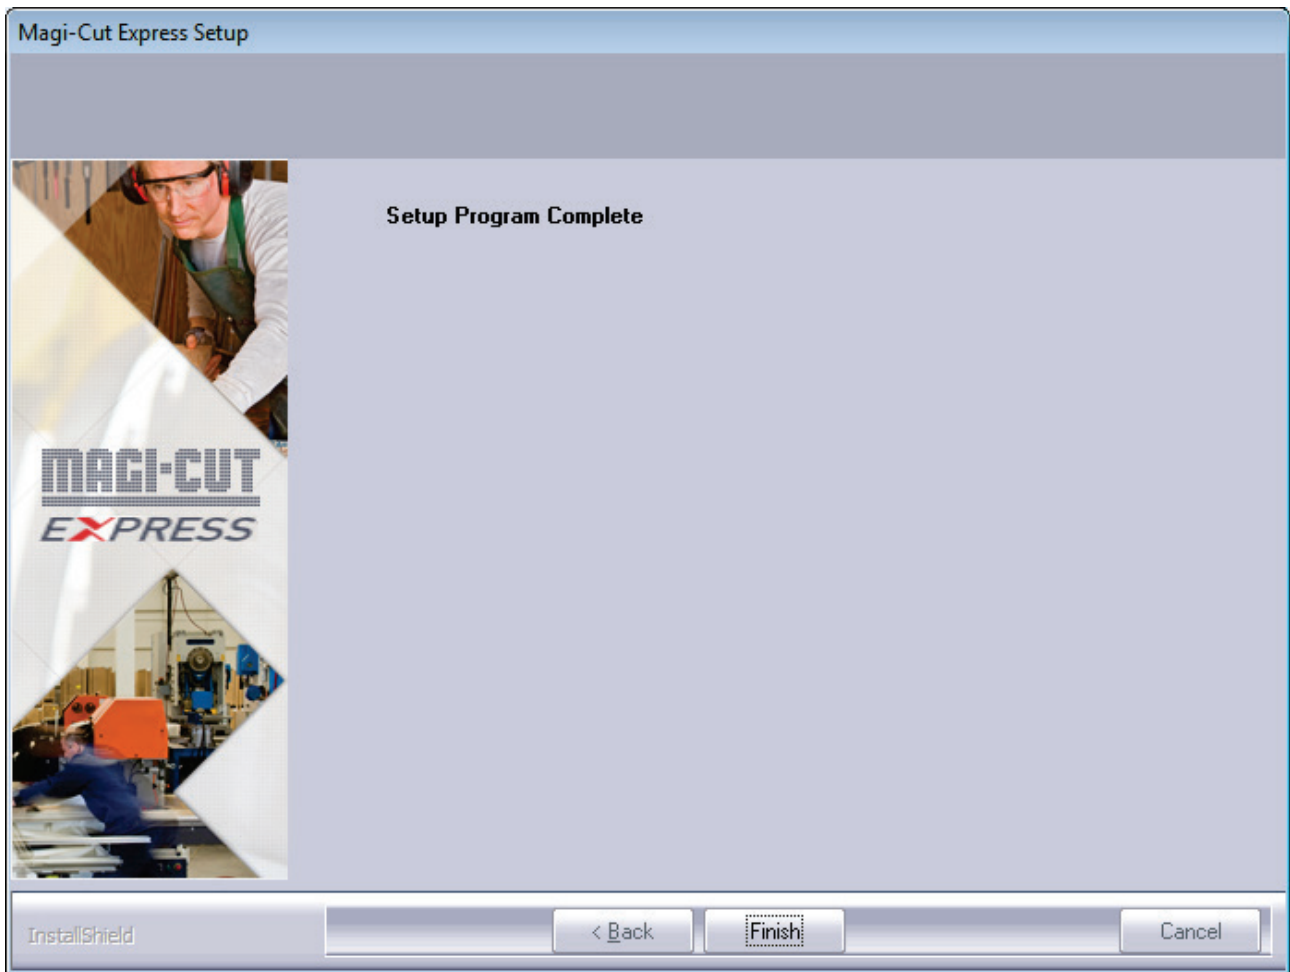 Magi-Cut Express Setup
Setup Program Complete
MAGI-CUT
EXPRESS
InstallShield
< Back
Finish
Cancel